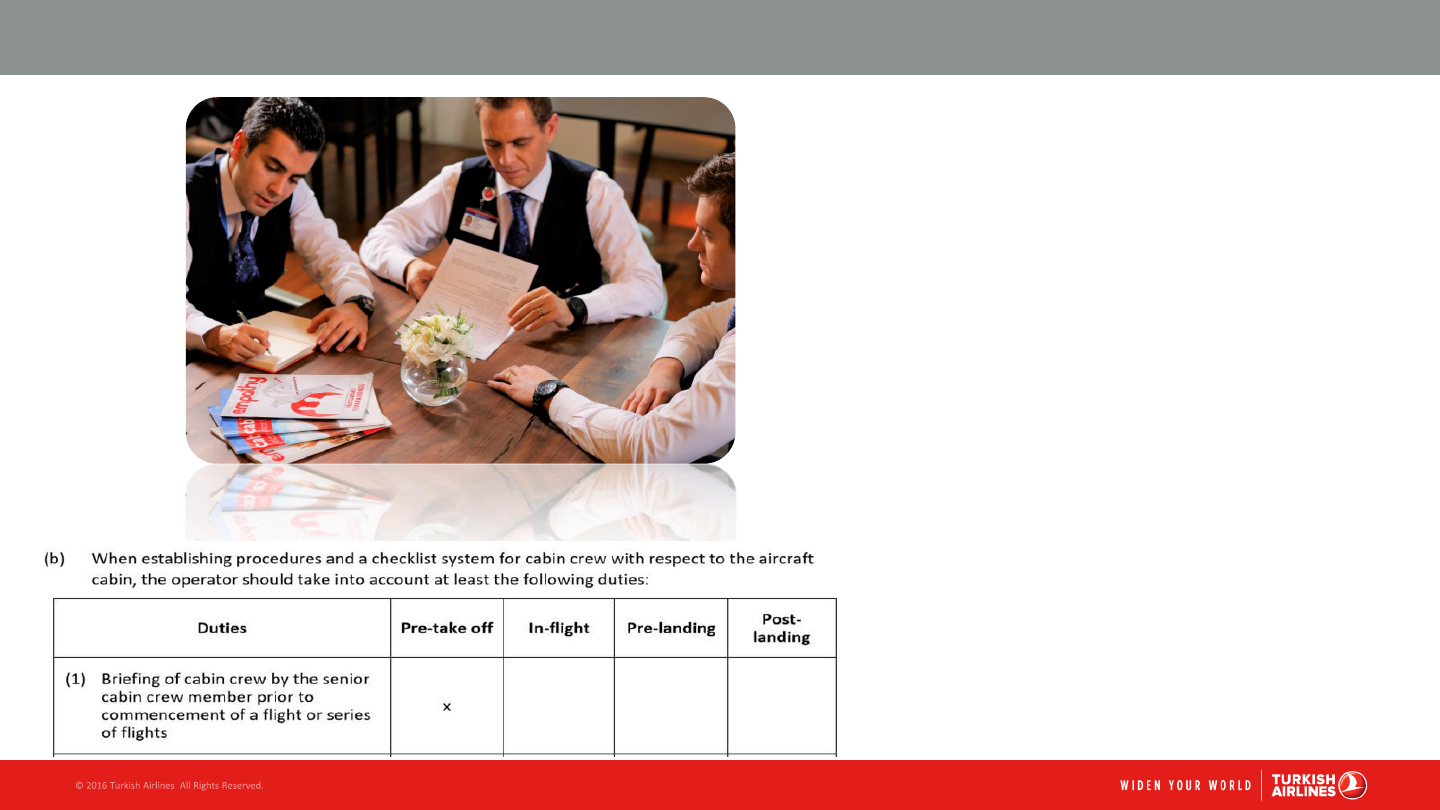 empathy
cab
cab
(b) When establishing procedures and a checklist system for cabin crew with respect to the aircraft
cabin, the operator should take into account at least the following duties:
Duties Pre-take off In-flight Pre-landing Post-
landing
(1) Briefing of cabin crew by the senior
cabin crew member prior to
commencement of a flight or series
of flights
x
© 2016 Turkish Airlines All Rights Reserved.
WIDEN YOUR WORLD
TURKISH
AIRLINES